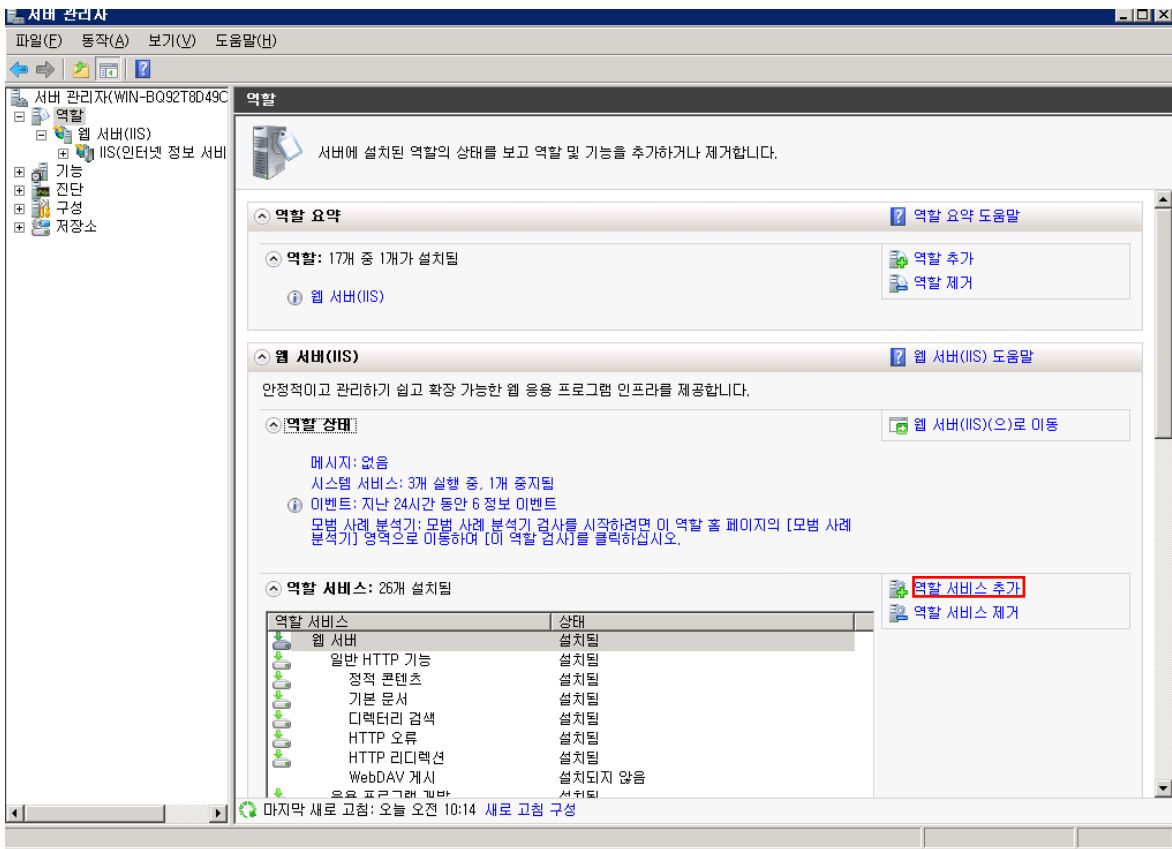 서버 관리자
파일(F) 동작(A) 보기(V) 도움말(H)
서버 관리자(WIN-BQ92T8D49C
역할
웹 서버(IIS)
IIS(인터넷 정보 서비
기능
진단
구성
저장소
역할
서버에 설치된 역할의 상태를 보고 역할 및 기능을 추가하거나 제거합니다.
역할 요약
역할 요약 도움말
역할: 17개 중 1개가 설치됨
역할 추가
역할 제거
웹 서버(IIS)
웹 서버(IIS)
웹 서버(IIS) 도움말
안정적이고 관리하기 쉽고 확장 가능한 웹 응용 프로그램 인프라를 제공합니다.
역할 상태
웹 서버(IIS)(으)로 이동
메시지: 없음
시스템 서비스: 3개 실행 중, 1개 중지됨
이벤트: 지난 24시간 동안 6 정보 이벤트
모범 사례 분석기: 모범 사례 분석기 검사를 시작하려면 이 역할 홈 페이지의 [모범 사례
분석기] 영역으로 이동하여 [이 역할 검사]를 클릭하십시오.
역할 서비스: 26개 설치됨
역할 서비스 추가
역할 서비스 제거
역할 서비스 상태
웹 서버 설치됨
일반 HTTP 기능 설치됨
정적 콘텐츠 설치됨
기본 문서 설치됨
디렉터리 검색 설치됨
HTTP 오류 설치됨
HTTP 리디렉션 설치됨
WebDAV 게시 설치되지 않음
응용 프로그램 개발 설치됨
마지막 새로 고침: 오늘 오전 10:14 새로 고침 구성